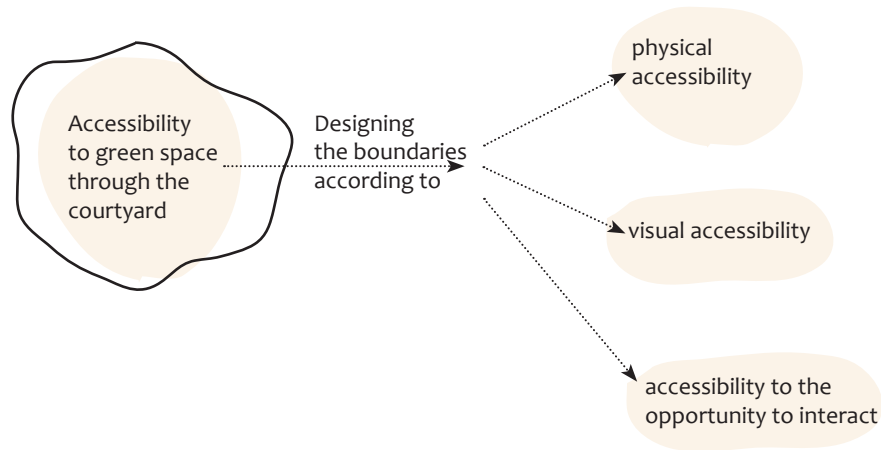 Accessibility
to green space
through the
courtyard
Designing
the boundaries
according to
physical
accessibility
visual accessibility
accessibility to the
opportunity to interact